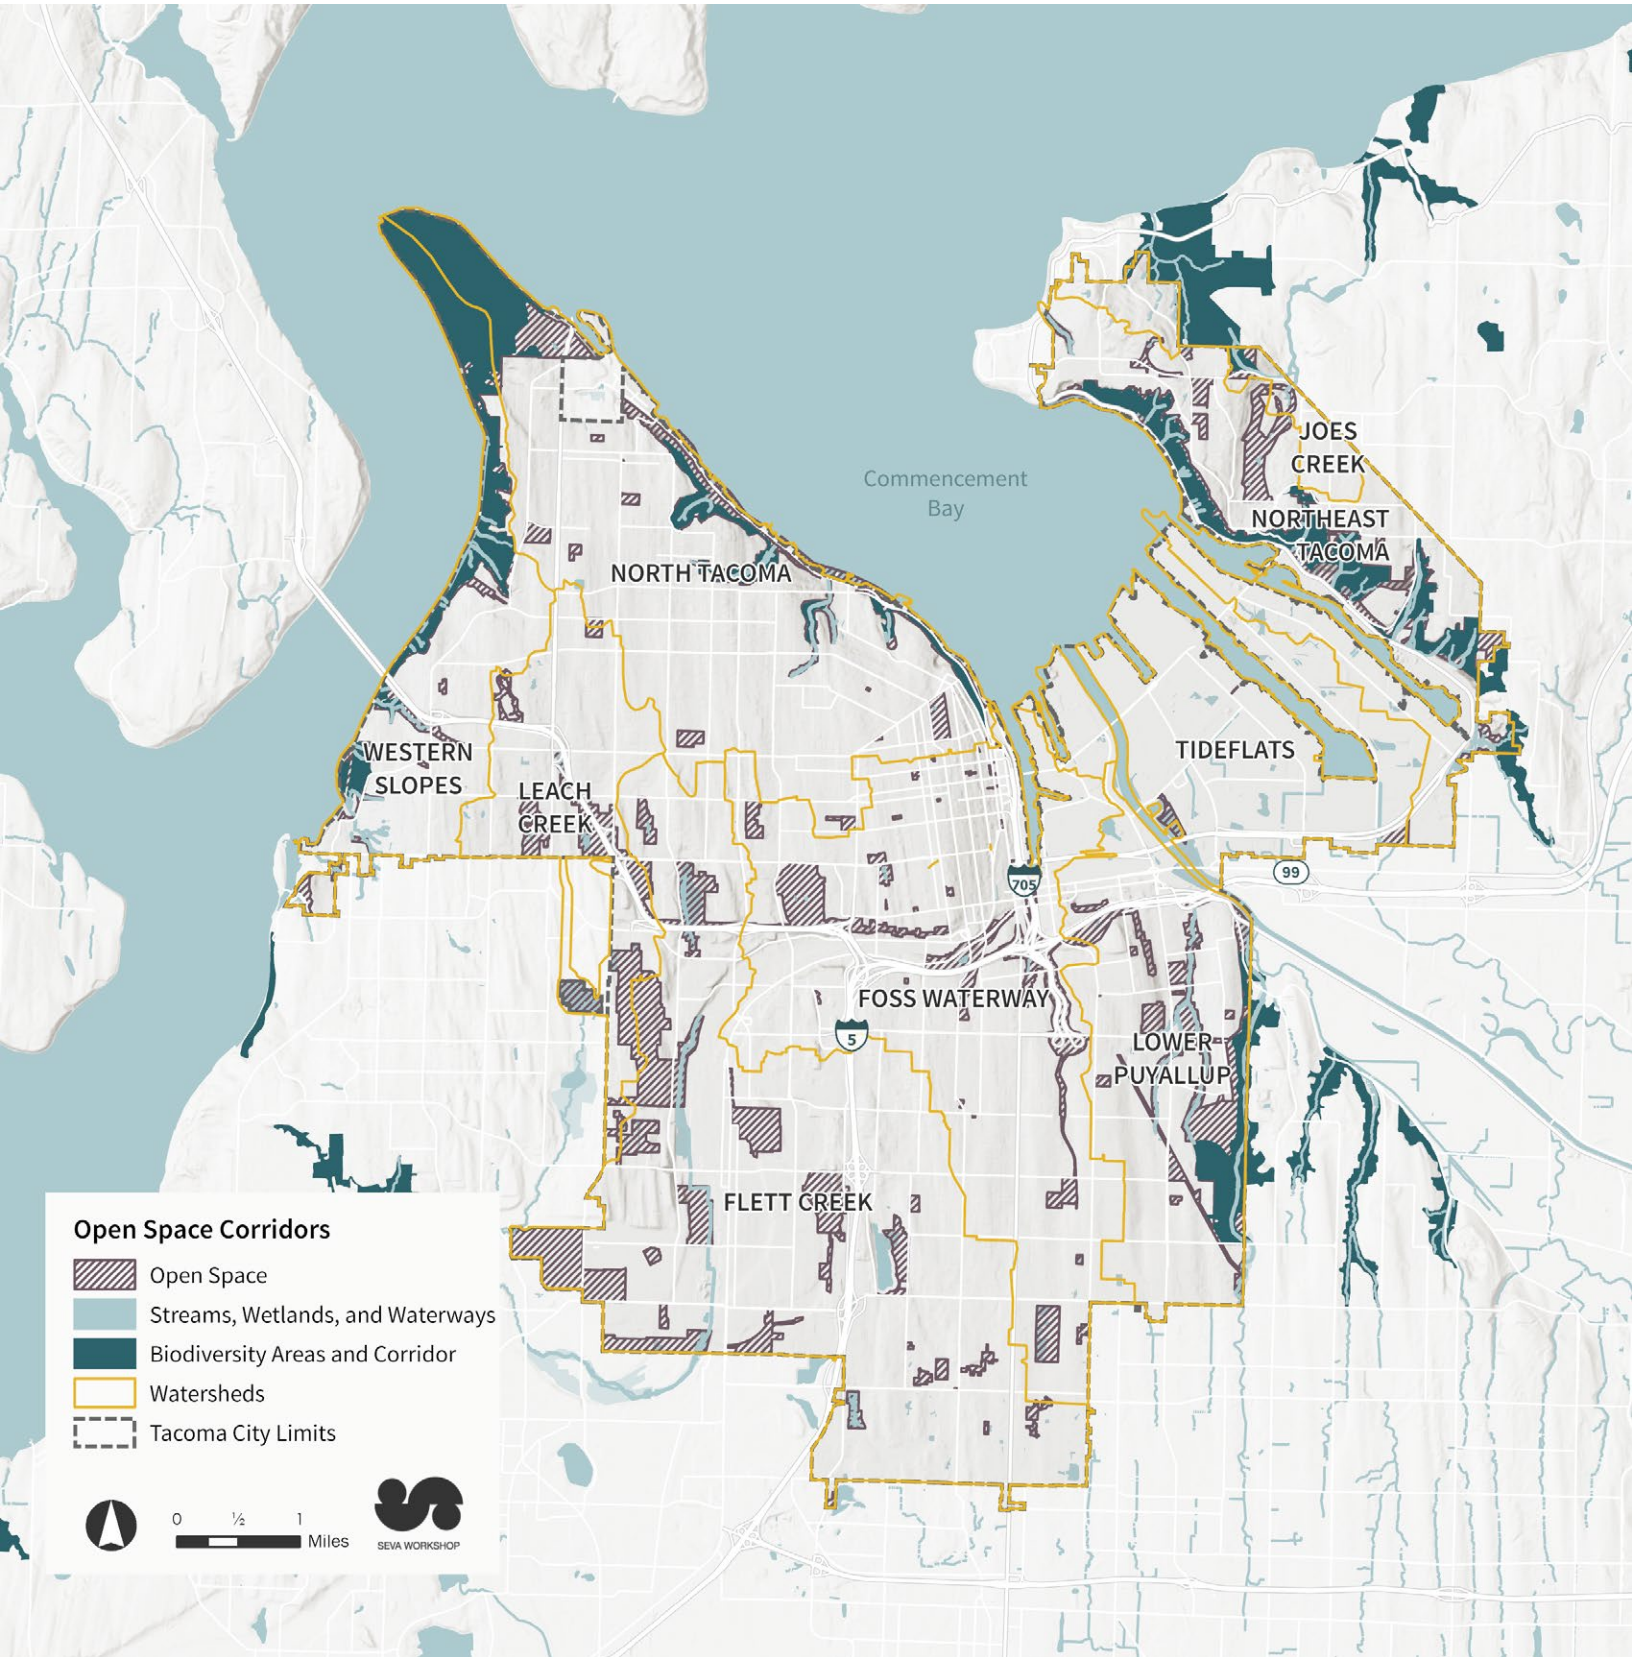 JOES
CREEK
Commencement
Bay
NORTHEAST
TACOMA
NORTH TACOMA
WESTERN
SLOPES
TIDEFLATS
LEACH
CREEK
705
99
FOSS WATERWAY
5
LOWER
PUYALLUP
FLETT CREEK
Open Space Corridors
Open Space
Streams, Wetlands, and Waterways
Biodiversity Areas and Corridor
Watersheds
Tacoma City Limits
0 ½ 1
Miles
SEVA WORKSHOP